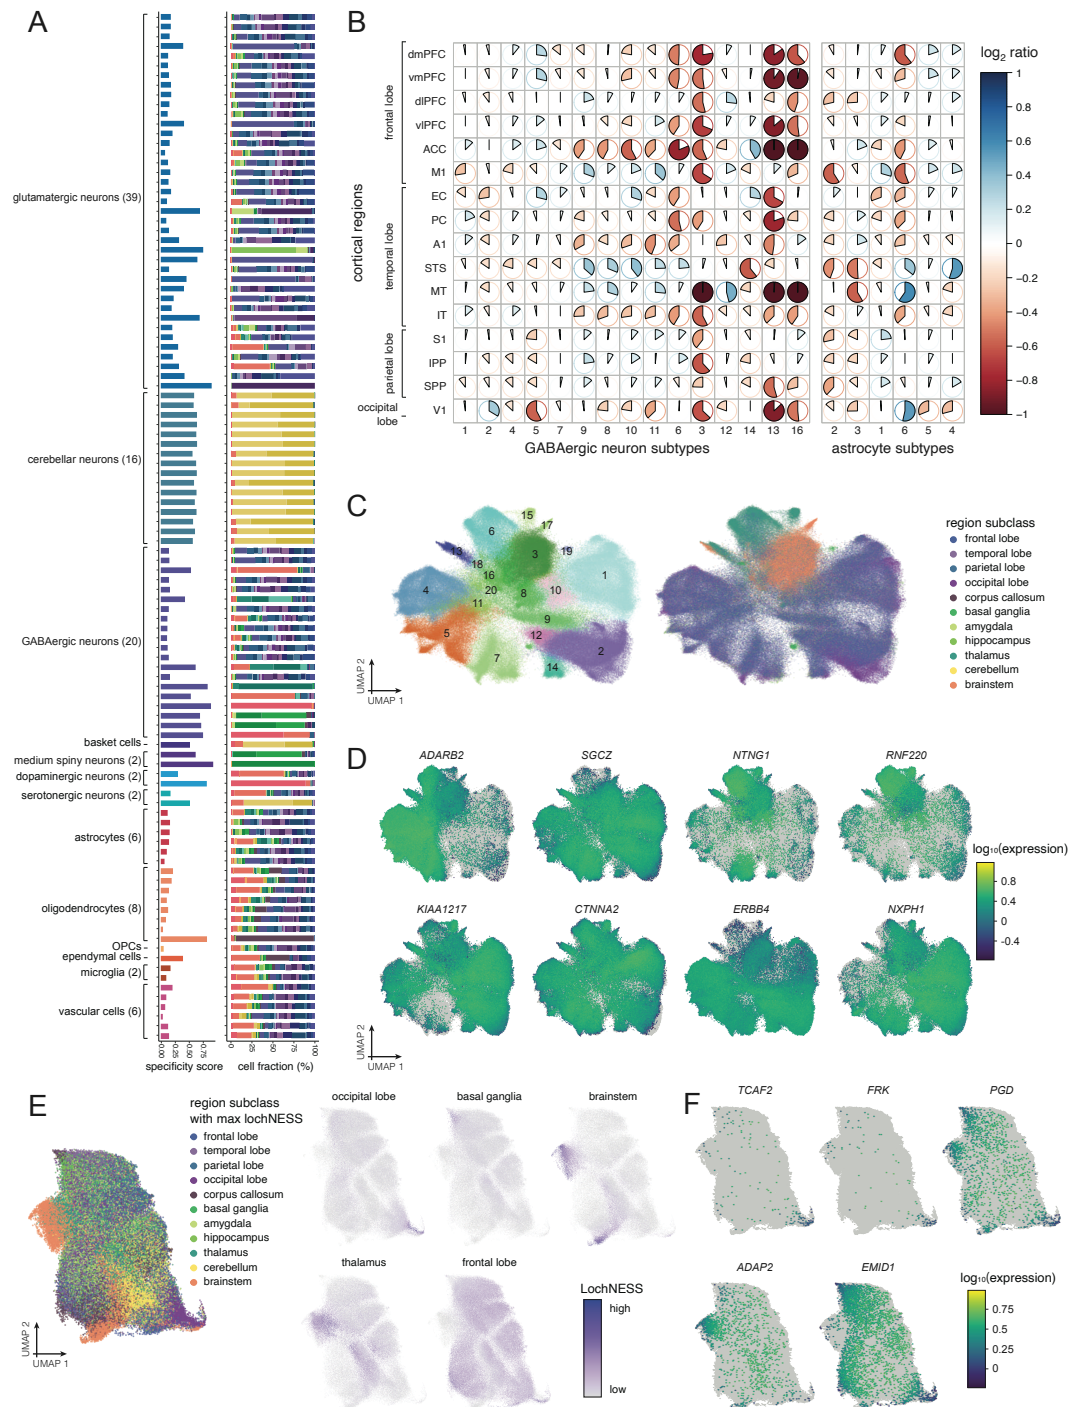 A
glutamatergic neurons (39)
cerebellar neurons (16)
GABAergic neurons (20)
basket cells
medium spiny neurons (2)
dopaminergic neurons (2)
serotonergic neurons (2)
astrocytes (6)
oligodendrocytes (8)
OPCs
ependymal cells
microglia (2)
vascular cells (6)
0.00 0.25 0.50 0.75
specificity score
0 25 50 75 100
cell fraction (%)
B
cortical regions
frontal lobe
temporal lobe
parietal lobe
occipital
lobe
dmPFC
vmPFC
dlPFC
vlPFC
ACC
M1
EC
PC
A1
STS
MT
IT
S1
IPP
SPP
V1
1 2 4 5 7 9 8 10 11 6 3 12 14 13 16
GABAergic neuron subtypes
2 3 1 6 5 4
astrocyte subtypes
log2 ratio
1
0.8
0.6
0.4
0.2
0
−0.2
−0.4
−0.6
−0.8
−1
C
15
17
6
13
3
19
18
16
1
4
20
8
10
11
9
5
12
2
7
14
UMAP 2
UMAP 1
region subclass
frontal lobe
temporal lobe
parietal lobe
occipital lobe
corpus callosum
basal ganglia
amygdala
hippocampus
thalamus
cerebellum
brainstem
D
ADARB2 SGCZ NTNG1 RNF220
KIAA1217 CTNNA2 ERBB4 NXPH1
log10(expression)
0.8
0.4
0
-0.4
UMAP 2
UMAP 1
E
region subclass
with max lochNESS
frontal lobe
temporal lobe
parietal lobe
occipital lobe
corpus callosum
basal ganglia
amygdala
hippocampus
thalamus
cerebellum
brainstem
UMAP 2
UMAP 1
occipital lobe basal ganglia brainstem
thalamus frontal lobe
LochNESS
high
low
F
TCAF2 FRK PGD
ADAP2 EMID1
log10(expression)
0.75
0.5
0.25
0